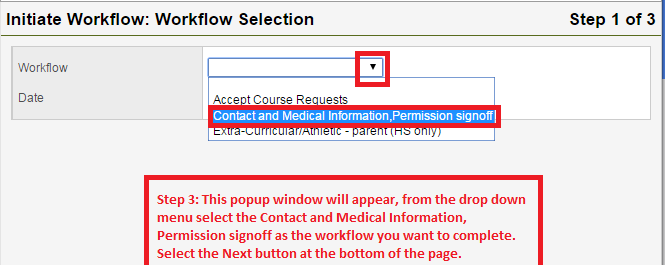 Initiate Workflow: Workflow Selection Step 1 of 3
Workflow
Date
Accept Course Requests
Contact and Medical Information,Permission signoff
Extra-Curricular/Athletic - parent (HS only)
Step 3: This popup window will appear, from the drop down
menu select the Contact and Medical Information,
Permission signoff as the workflow you want to complete.
Select the Next button at the bottom of the page.